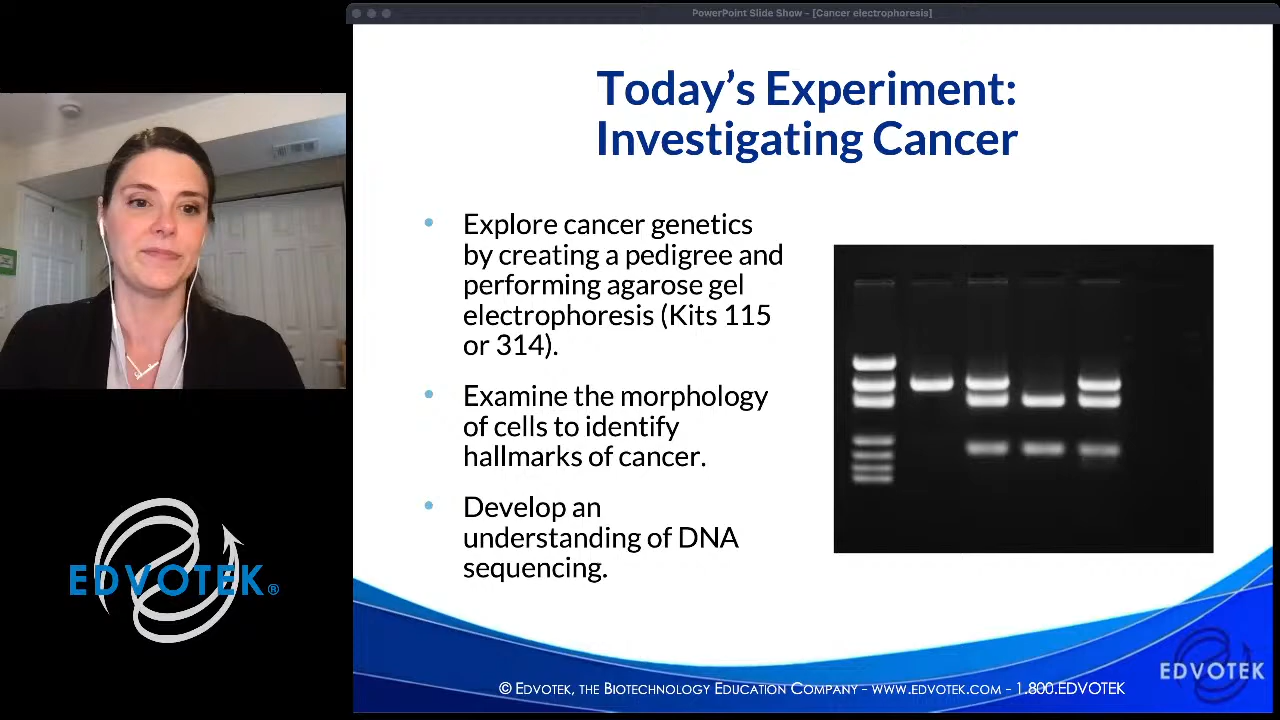 PowerPoint Slide Show - [Cancer electrophoresis]
Today's Experiment:
Investigating Cancer
• Explore cancer genetics
by creating a pedigree and
performing agarose gel
electrophoresis (Kits 115
or 314).
• Examine the morphology
of cells to identify
hallmarks of cancer.
• Develop an
understanding of DNA
sequencing.
EDVOTEK®
EDVOTEK
© EDVOTEK, THE BIOTECHNOLOGY EDUCATION COMPANY - WWW.EDVOTEK.COM - 1.800.EDVOTEK